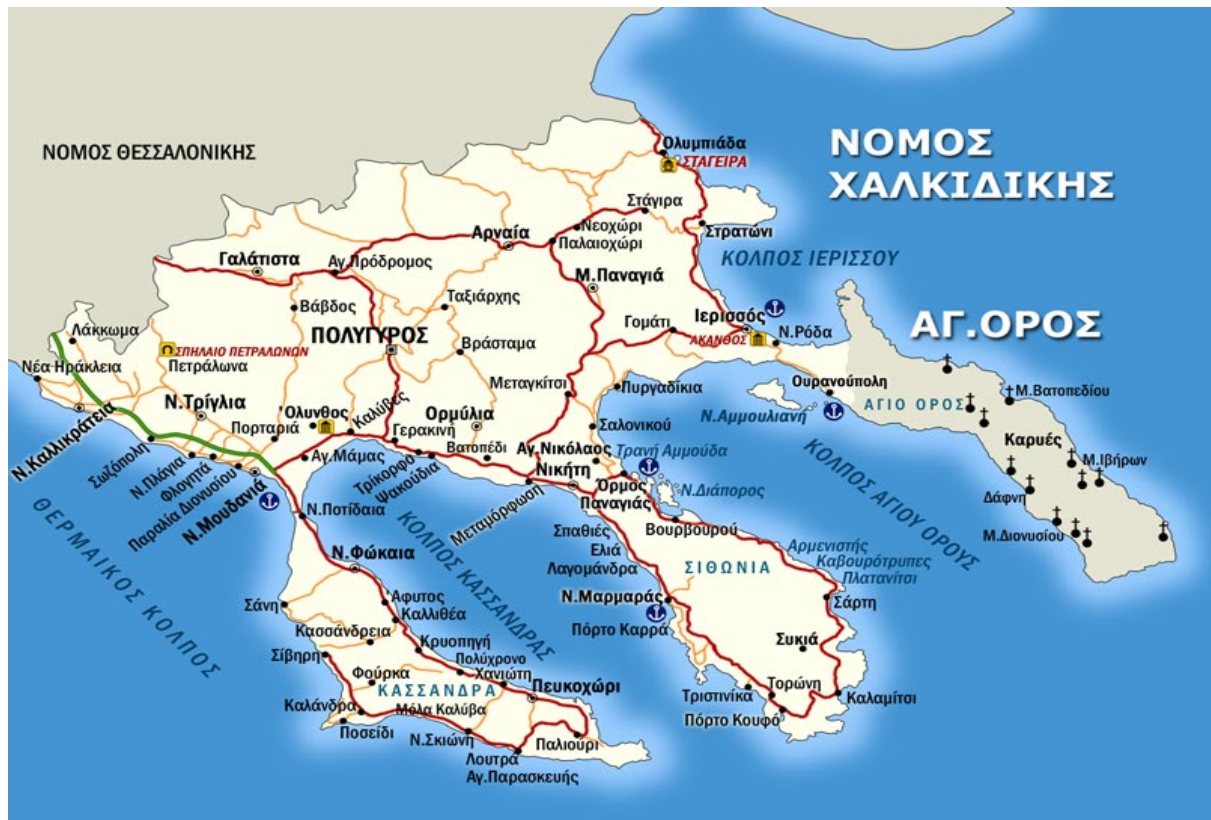 ΝΟΜΟΣ ΘΕΣΣΑΛΟΝΙΚΗΣ
ΝΟΜΟΣ
ΧΑΛΚΙΔΙΚΗΣ
Ολυμπιάδα
ΣΤΑΓΕΙΡΑ
Στάγιρα
Νεοχώρι
Στρατώνι
Αρναία
Παλαιοχώρι
ΚΟΛΠΟΣ ΙΕΡΙΣΣΟΥ
Γαλάτιστα
Αγ.Πρόδρομος
Μ.Παναγιά
Ταξιάρχης
Βάβδος
Γομάτι
Ιερισσός
ΑΓ.ΟΡΟΣ
Λάκκωμα
ΠΟΛΥΓΥΡΟΣ
ΑΚΑΝΘΟΣ
Ν.Ρόδα
ΣΠΗΛΑΙΟ ΠΕΤΡΑΛΩΝΩΝ
Βράσταμα
Νέα Ηράκλεια
Πετράλωνα
Μεταγκίτσι
Πυργαδίκια
Ουρανούπολη
Μ.Βατοπεδίου
ΑΓΙΟ ΟΡΟΣ
Ν.Τρίγλια
Ολυνθος
Καλύβες
Ορμύλια
Ν.Αμμουλιανή
Ν.Καλλικράτεια
Πορταριά
Γερακινή
Σαλονικού
Καρυές
Σωζόπολη
Αγ.Μάμας
Βατοπέδι
Αγ.Νικόλαος
Τρανή Αμμούδα
Μ.Ιβήρων
Ν.Πλάγια
Φλογητά
Παραλία Διονυσίου
Ν.Μουδανιά
Τρίκορφο
Ψακούδια
Νικήτη
Όρμος
Παναγιάς
Ν.Διάπορος
ΚΟΛΠΟΣ ΑΓΙΟΥ ΟΡΟΥΣ
Δάφνη
Μεταμόρφωση
Ν.Ποτίδαια
Βουρβουρού
Σπαθιές
Ελιά
Λαγομάνδρα
Μ.Διονυσίου
ΘΕΡΜΑΙΚΟΣ ΚΟΛΠΟΣ
ΚΟΛΠΟΣ ΚΑΣΣΑΝΔΡΑΣ
Ν.Φώκαια
ΣΙΘΩΝΙΑ
Αρμενιστής
Καβουρότρυπες
Πλατανίτσι
Σάνη
Αφυτος
Καλλιθέα
Ν.Μαρμαράς
Σάρτη
Κασσάνδρεια
Κρυοπηγή
Πόρτο Καρρά
Συκιά
Σίβηρη
Πολύχρονο
Φούρκα
Χανιώτη
ΚΑΣΣΑΝΔΡΑ
Πευκοχώρι
Τριστινίκα
Τορώνη
Καλαμίτσι
Καλάνδρα
Μόλα Καλύβα
Πόρτο Κουφό
Ποσείδι
Ν.Σκιώνη
Παλιούρι
Λουτρά
Αγ.Παρασκευής